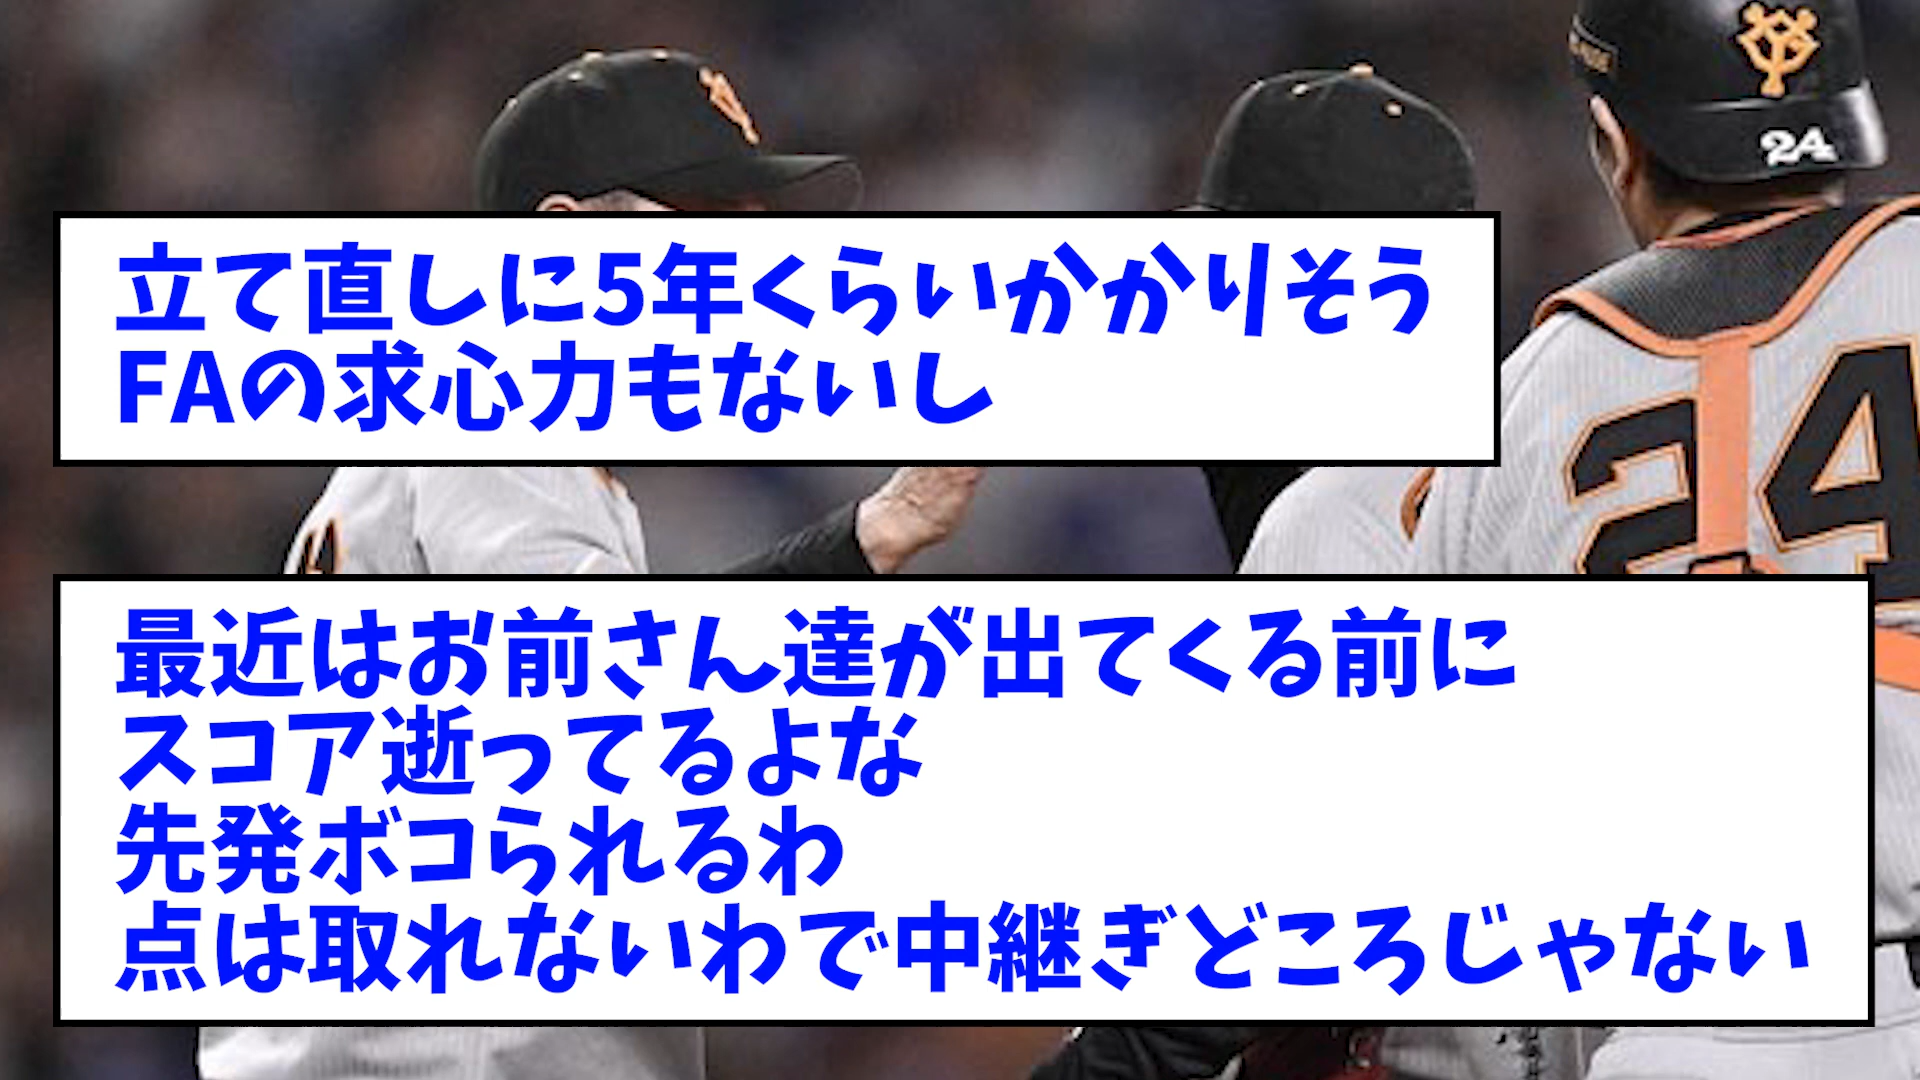 24
立て直しに5年くらいかかりそう
FAの求心力もないし
24
最近はお前さん達が出てくる前に
スコア逝ってるよな
先発ボコられるわ
点は取れないわで中継ぎどころじゃない